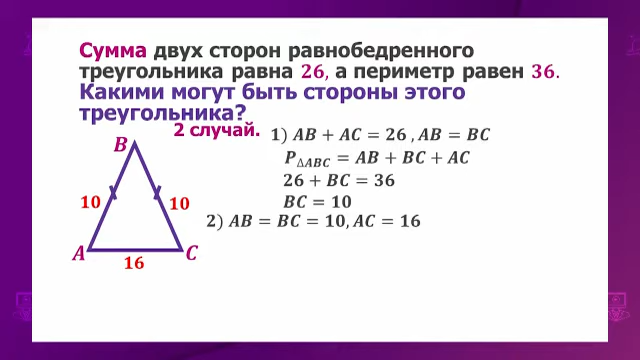 Сумма двух сторон равнобедренного
треугольника равна 26, а периметр равен 36.
Какими могут быть стороны этого
треугольника?
2 случай.
1) AB + AC = 26 , AB = BC
P∆ABC = AB + BC + AC
26 + BC = 36
BC = 10
2) AB = BC = 10, AC = 16
B
10
10
A
C
16